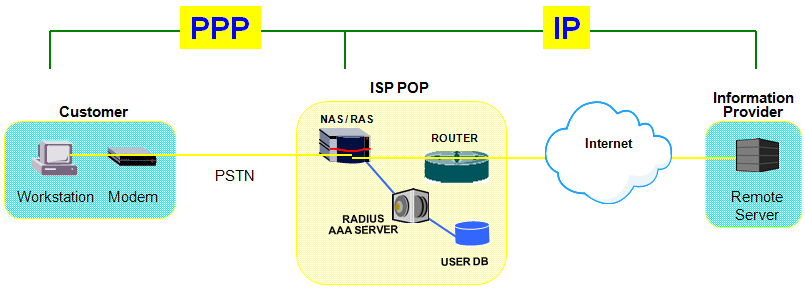 PPP
IP
ISP POP
Customer
Information
Provider
NAS / RAS
ROUTER
Internet
Workstation
Modem
PSTN
RADIUS
AAA SERVER
USER DB
Remote
Server